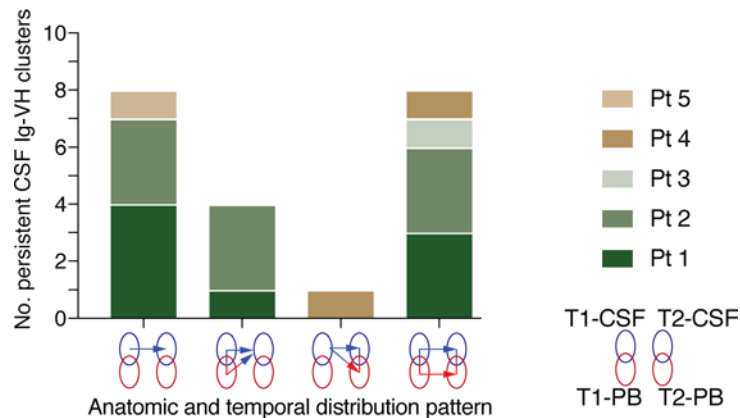 No. persistent CSF Ig-VH clusters
10
8
6
4
2
0
Anatomic and temporal distribution pattern
Pt 5
Pt 4
Pt 3
Pt 2
Pt 1
T1-CSF T2-CSF
T1-PB T2-PB